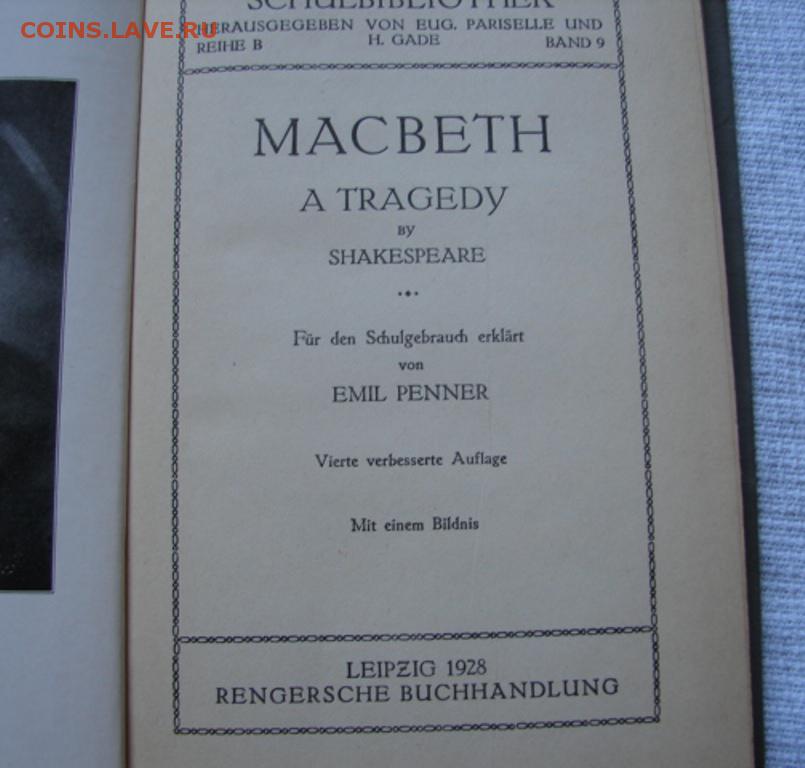 COINS.LAVE.RU
SCHULBIBLIOTHEK
HERAUSGEGEBEN VON EUG. PARISELLE UND
H. GADE
REIHE B
BAND 9
MACBETH
A TRAGEDY
BY
SHAKESPEARE
Für den Schulgebrauch erklärt
von
EMIL PENNER
Vierte verbesserte Auflage
Mit einem Bildnis
LEIPZIG 1928
RENGERSCHE BUCHHANDLUNG